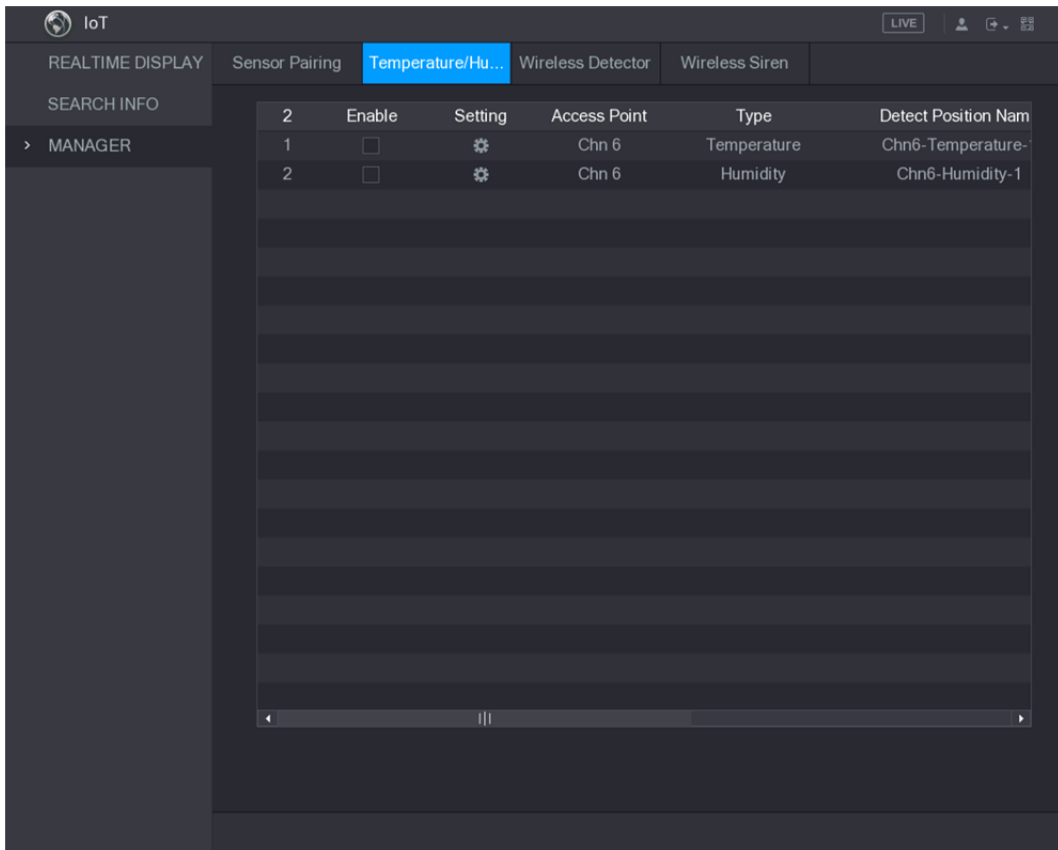 IoT LIVE
REALTIME DISPLAY
SEARCH INFO
> MANAGER
Sensor Pairing Temperature/Hu... Wireless Detector Wireless Siren
2 Enable Setting Access Point Type Detect Position Nam
1 Chn 6 Temperature Chn6-Temperature-
2 Chn 6 Humidity Chn6-Humidity-1